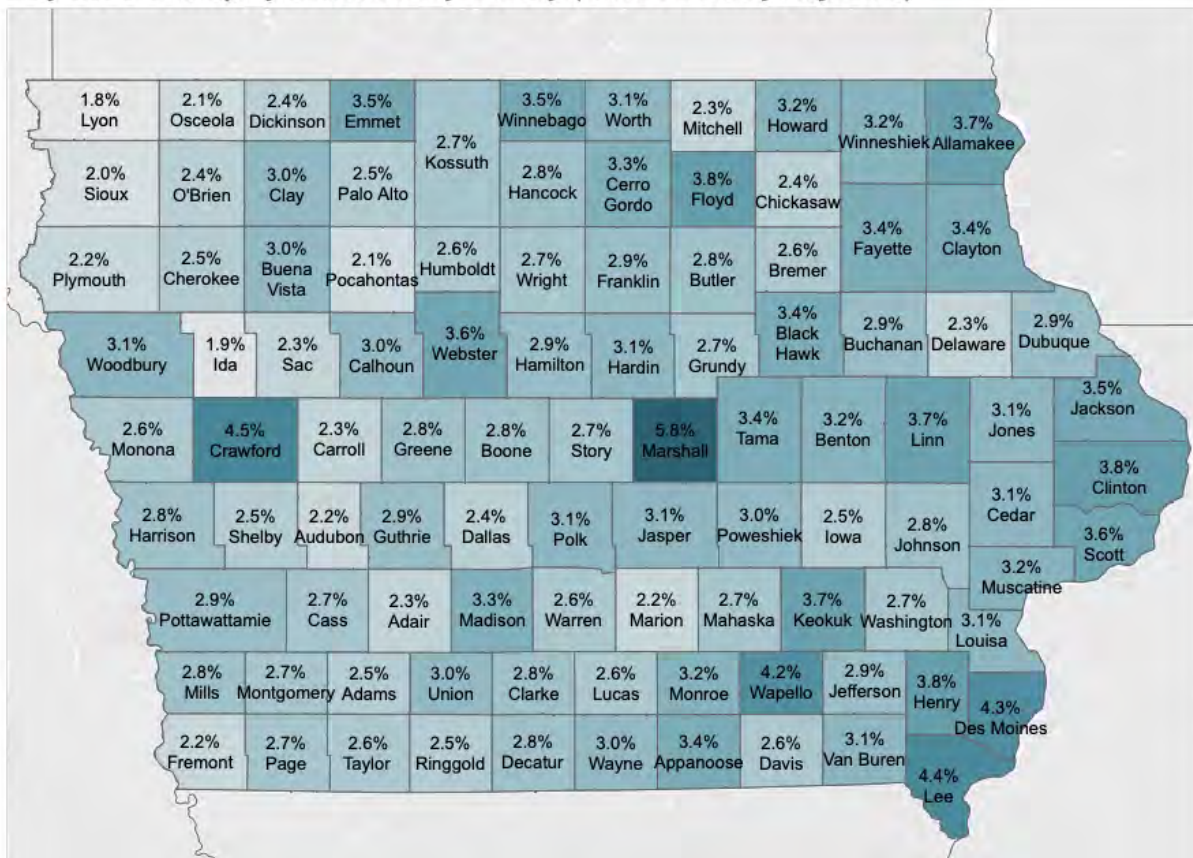 1.8%
Lyon
2.1%
Osceola
2.4%
Dickinson
3.5%
Emmet
2.7%
Kossuth
3.5%
Winnebago
3.1%
Worth
2.3%
Mitchell
3.2%
Howard
3.2%
Winneshiek
3.7%
Allamakee
2.0%
Sioux
2.4%
O'Brien
3.0%
Clay
2.5%
Palo Alto
2.8%
Hancock
3.3%
Cerro
Gordo
3.8%
Floyd
2.4%
Chickasaw
3.4%
Fayette
3.4%
Clayton
2.2%
Plymouth
2.5%
Cherokee
3.0%
Buena
Vista
2.1%
Pocahontas
2.6%
Humboldt
2.7%
Wright
2.9%
Franklin
2.8%
Butler
2.6%
Bremer
3.1%
Woodbury
1.9%
Ida
2.3%
Sac
3.0%
Calhoun
3.6%
Webster
2.9%
Hamilton
3.1%
Hardin
2.7%
Grundy
3.4%
Black
Hawk
2.9%
Buchanan
2.3%
Delaware
2.9%
Dubuque
2.6%
Monona
4.5%
Crawford
2.3%
Carroll
2.8%
Greene
2.8%
Boone
2.7%
Story
5.8%
Marshall
3.4%
Tama
3.2%
Benton
3.7%
Linn
3.1%
Jones
3.5%
Jackson
3.8%
Clinton
2.8%
Harrison
2.5%
Shelby
2.2%
Audubon
2.9%
Guthrie
2.4%
Dallas
3.1%
Polk
3.1%
Jasper
3.0%
Poweshiek
2.5%
Iowa
2.8%
Johnson
3.1%
Cedar
3.6%
Scott
3.2%
Muscatine
2.9%
Pottawattamie
2.7%
Cass
2.3%
Adair
3.3%
Madison
2.6%
Warren
2.2%
Marion
2.7%
Mahaska
3.7%
Keokuk
2.7%
Washington
3.1%
Louisa
2.8%
Mills
2.7%
Montgomery
2.5%
Adams
3.0%
Union
2.8%
Clarke
2.6%
Lucas
3.2%
Monroe
4.2%
Wapello
2.9%
Jefferson
3.8%
Henry
4.3%
Des Moines
2.2%
Fremont
2.7%
Page
2.6%
Taylor
2.5%
Ringgold
2.8%
Decatur
3.0%
Wayne
3.4%
Appanoose
2.6%
Davis
3.1%
Van Buren
4.4%
Lee